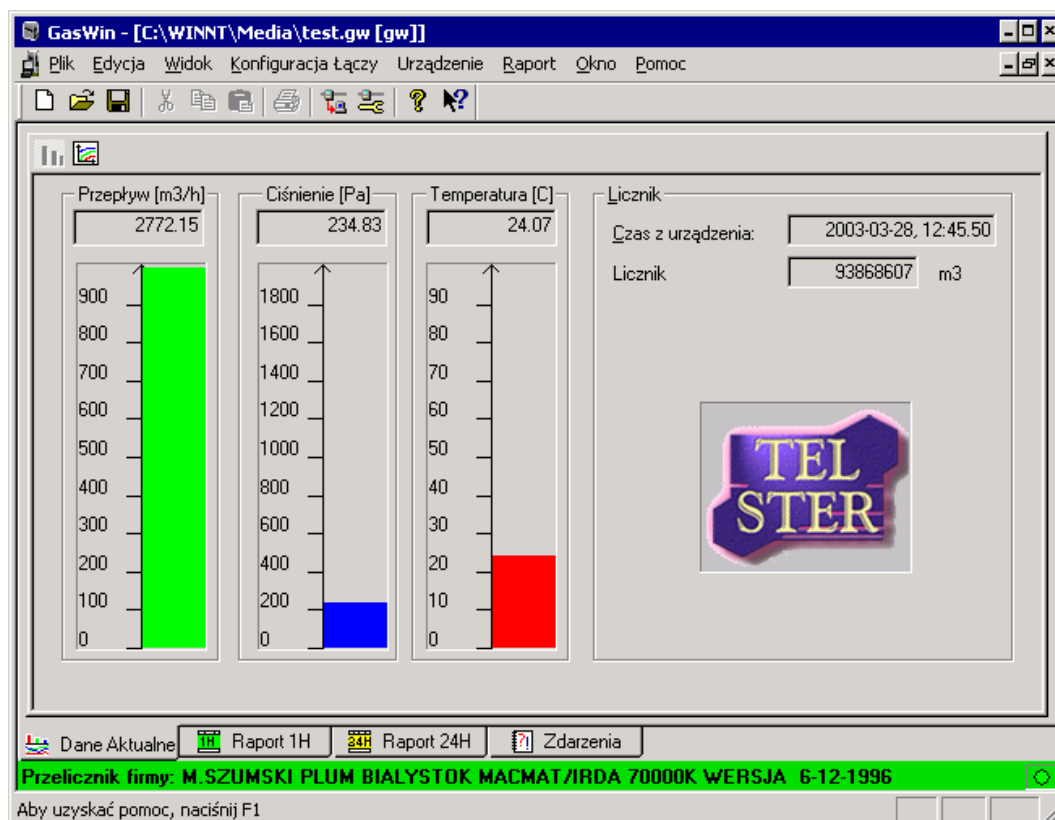 GasWin - [C:\WINNT\Media\test.gw [gw]]
Plik Edycja Widok Konfiguracja Łączy Urządzenie Raport Okno Pomoc
Przepływ [m3/h]
2772.15
900
800
700
600
500
400
300
200
100
0
Ciśnienie [Pa]
234.83
1800
1600
1400
1200
1000
800
600
400
200
0
Temperatura [C]
24.07
90
80
70
60
50
40
30
20
10
0
Licznik
Czas z urządzenia: 2003-03-28, 12:45.50
Licznik 93868607 m3
TEL
STER
Dane Aktualne 1H Raport 1H 24H Raport 24H Zdarzenia
Przelicznik firmy: M.SZUMSKI PLUM BIALYSTOK MACMAT/IRDA 70000K WERSJA 6-12-1996
Aby uzyskać pomoc, naciśnij F1